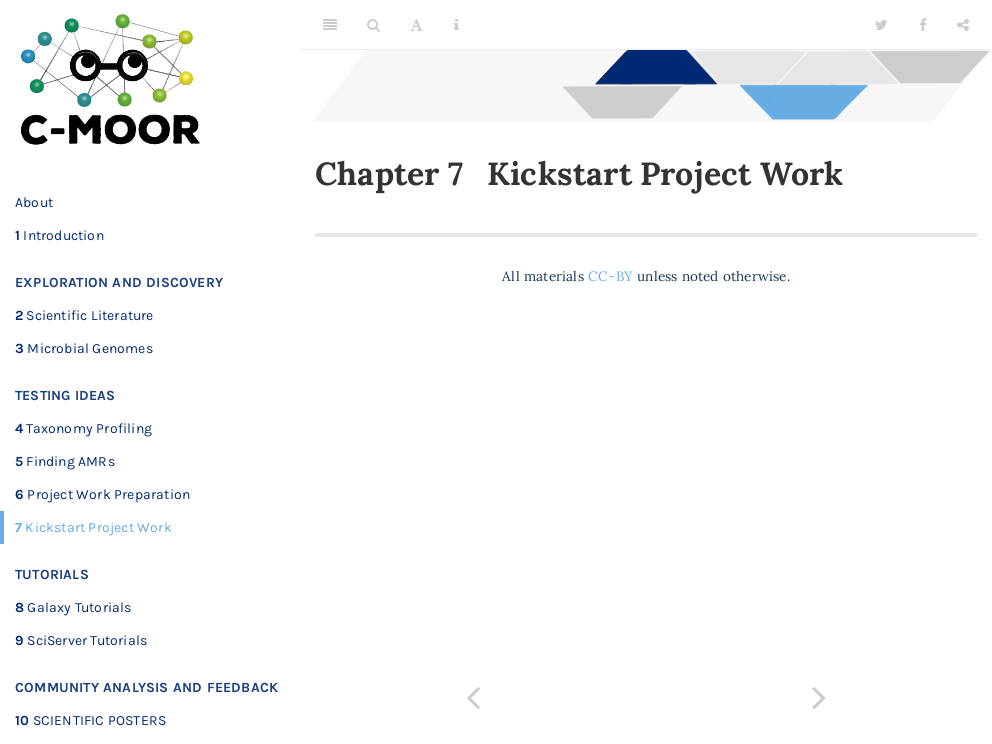 C-MOOR
About
1 Introduction
EXPLORATION AND DISCOVERY
2 Scientific Literature
3 Microbial Genomes
TESTING IDEAS
4 Taxonomy Profiling
5 Finding AMRs
6 Project Work Preparation
7 Kickstart Project Work
TUTORIALS
8 Galaxy Tutorials
9 SciServer Tutorials
COMMUNITY ANALYSIS AND FEEDBACK
10 SCIENTIFIC POSTERS
Chapter 7 Kickstart Project Work
All materials CC-BY unless noted otherwise.